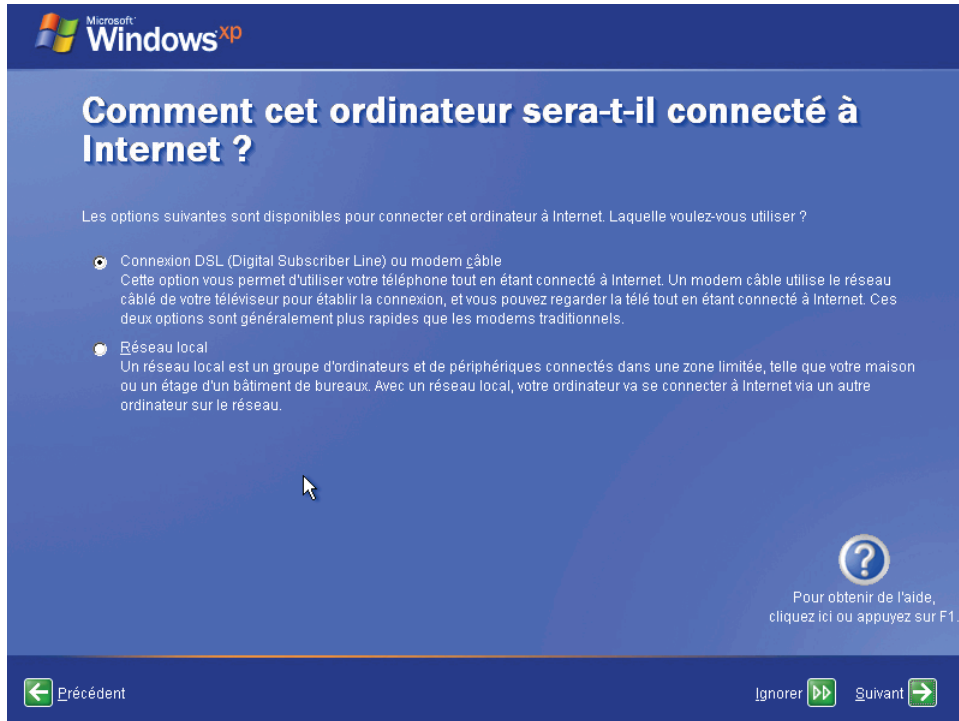 Microsoft
Windows xp
Comment cet ordinateur sera-t-il connecté à
Internet ?
Les options suivantes sont disponibles pour connecter cet ordinateur à Internet. Laquelle voulez-vous utiliser ?
Connexion DSL (Digital Subscriber Line) ou modem câble
Cette option vous permet d'utiliser votre téléphone tout en étant connecté à Internet. Un modem câble utilise le réseau
câblé de votre téléviseur pour établir la connexion, et vous pouvez regarder la télé tout en étant connecté à Internet. Ces
deux options sont généralement plus rapides que les modems traditionnels.
Réseau local
Un réseau local est un groupe d'ordinateurs et de périphériques connectés dans une zone limitée, telle que votre maison
ou un étage d'un bâtiment de bureaux. Avec un réseau local, votre ordinateur va se connecter à Internet via un autre
ordinateur sur le réseau.
?
Pour obtenir de l'aide,
cliquez ici ou appuyez sur F1.
Précédent
Ignorer
Suivant